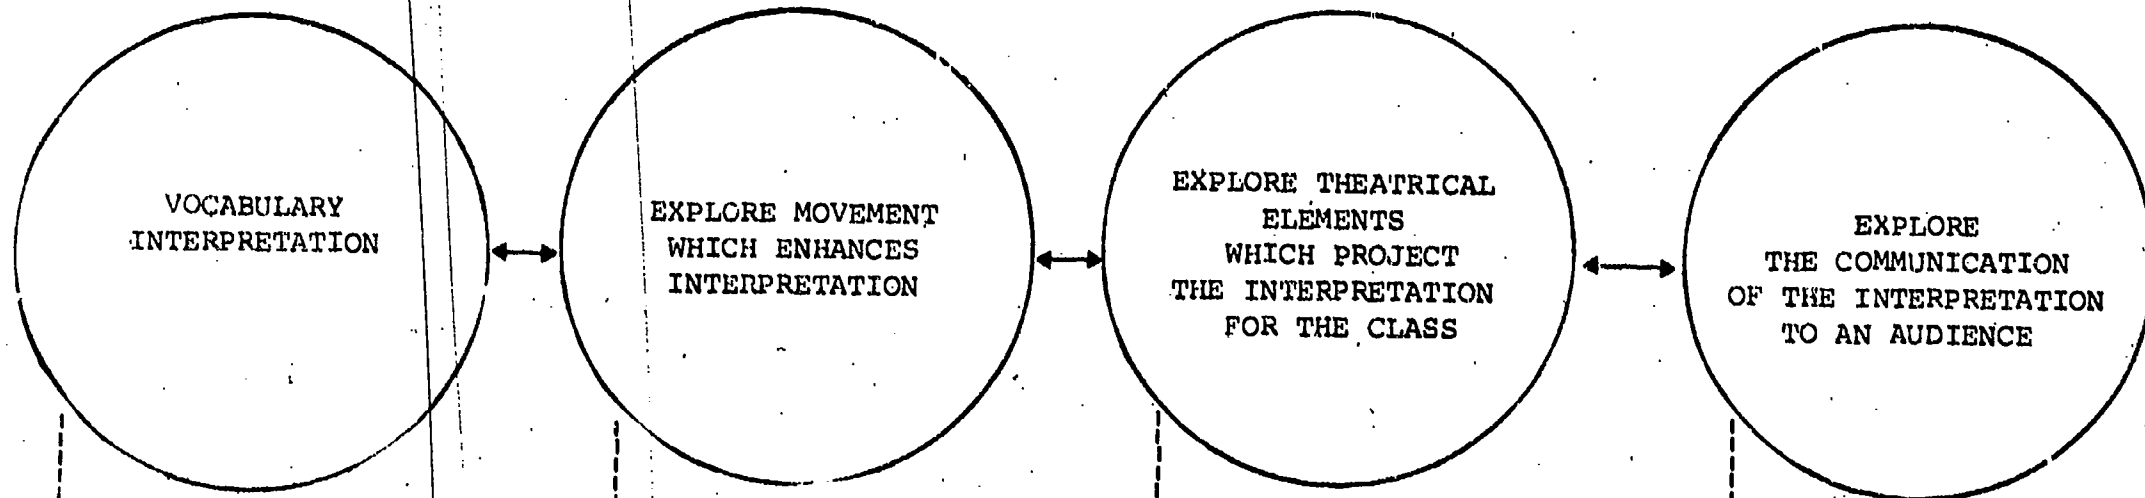 VOCABULARY
INTERPRETATION
EXPLORE MOVEMENT
WHICH ENHANCES
INTERPRETATION
EXPLORE THEATRICAL
ELEMENTS
WHICH PROJECT
THE INTERPRETATION
FOR THE CLASS
EXPLORE
THE COMMUNICATION
OF THE INTERPRETATION
TO AN AUDIENCE